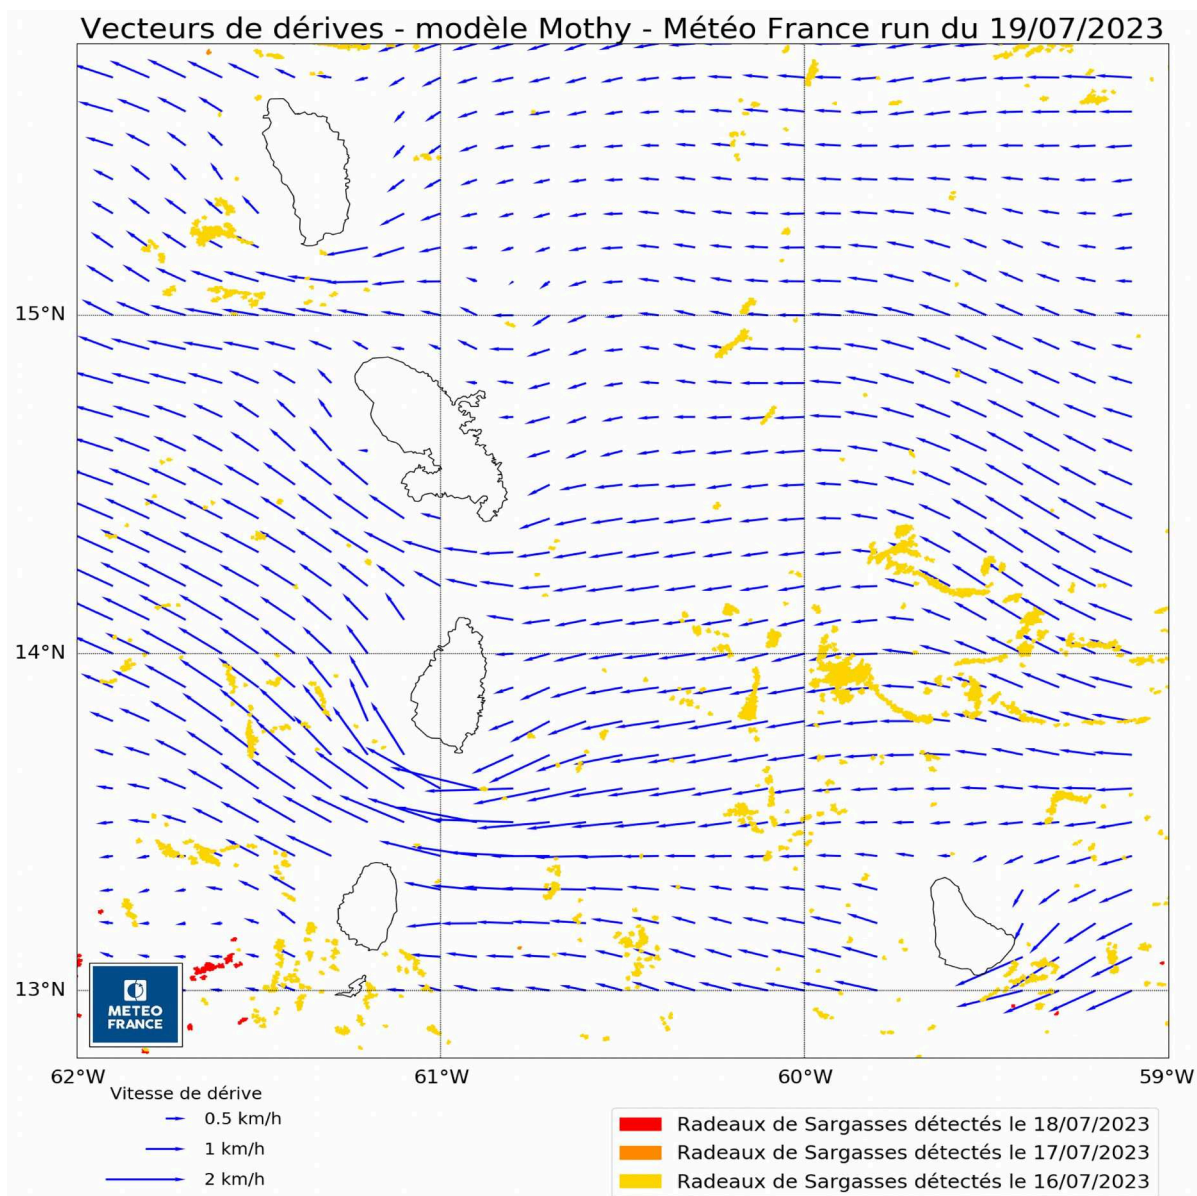 Vecteurs de dérives - modèle Mothy - Météo France run du 19/07/2023
15°N
14°N
13°N
METEO
FRANCE
62°W
61°W
60°W
59°W
Vitesse de dérive
0.5 km/h
1 km/h
2 km/h
Radeaux de Sargasses détectés le 18/07/2023
Radeaux de Sargasses détectés le 17/07/2023
Radeaux de Sargasses détectés le 16/07/2023